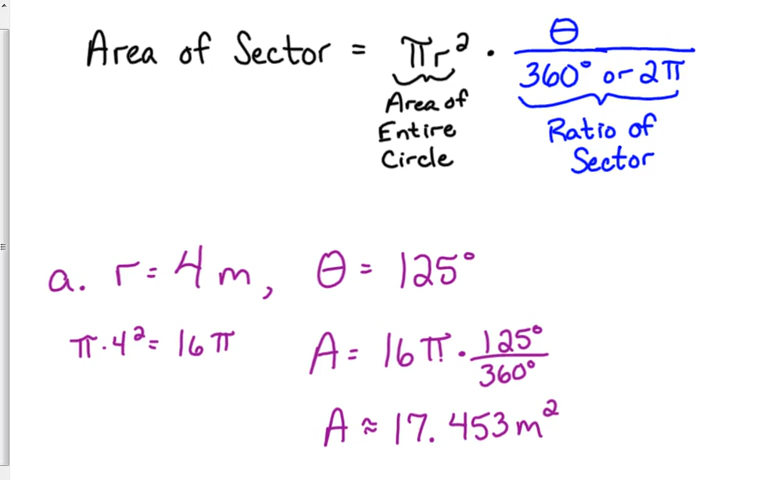 Area of Sector = πr² · θ / 360° or 2π
Area of Entire Circle
Ratio of Sector
a. r = 4 m, θ = 125°
π · 4² = 16π
A = 16π · 125° / 360°
A ≈ 17.453 m²